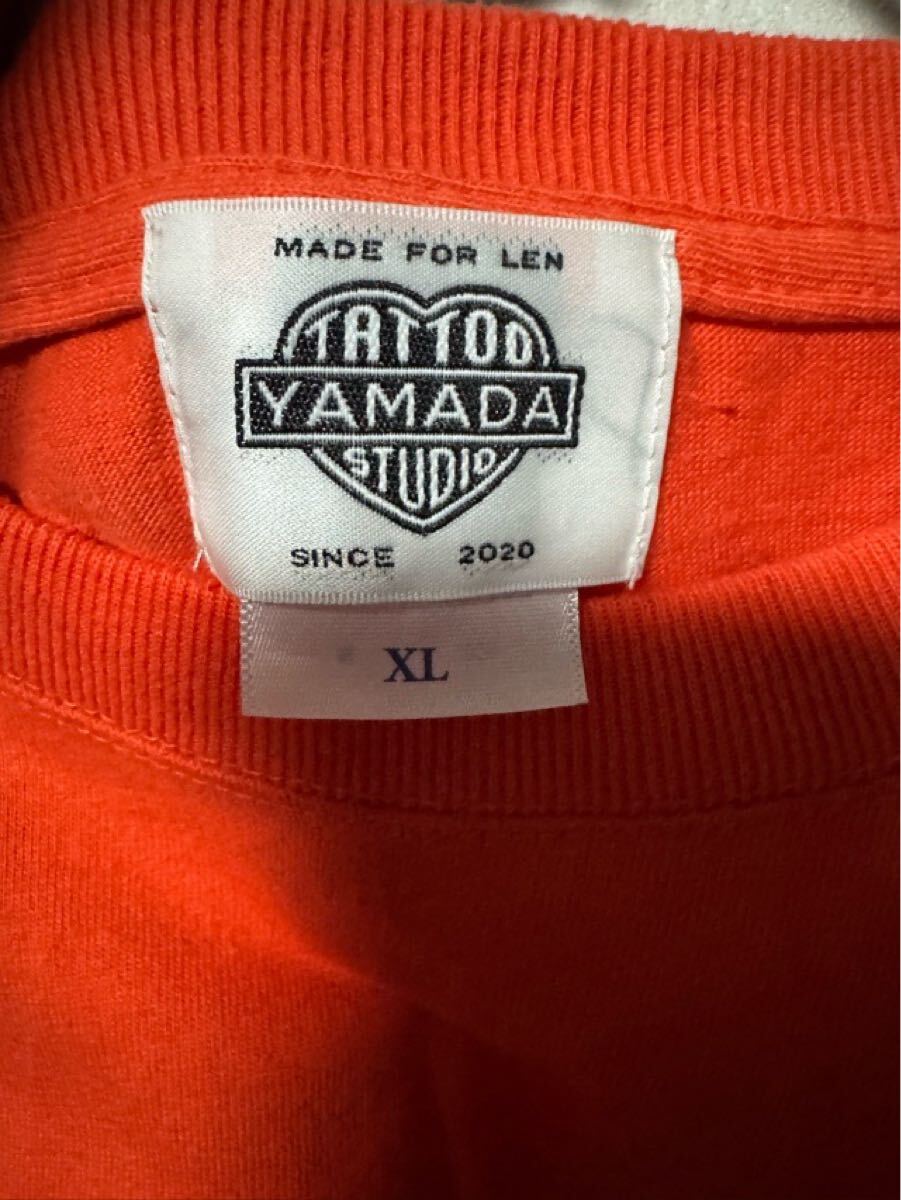 MADE FOR LEN
TATTOO
YAMADA
STUDIO
SINCE 2020
XL